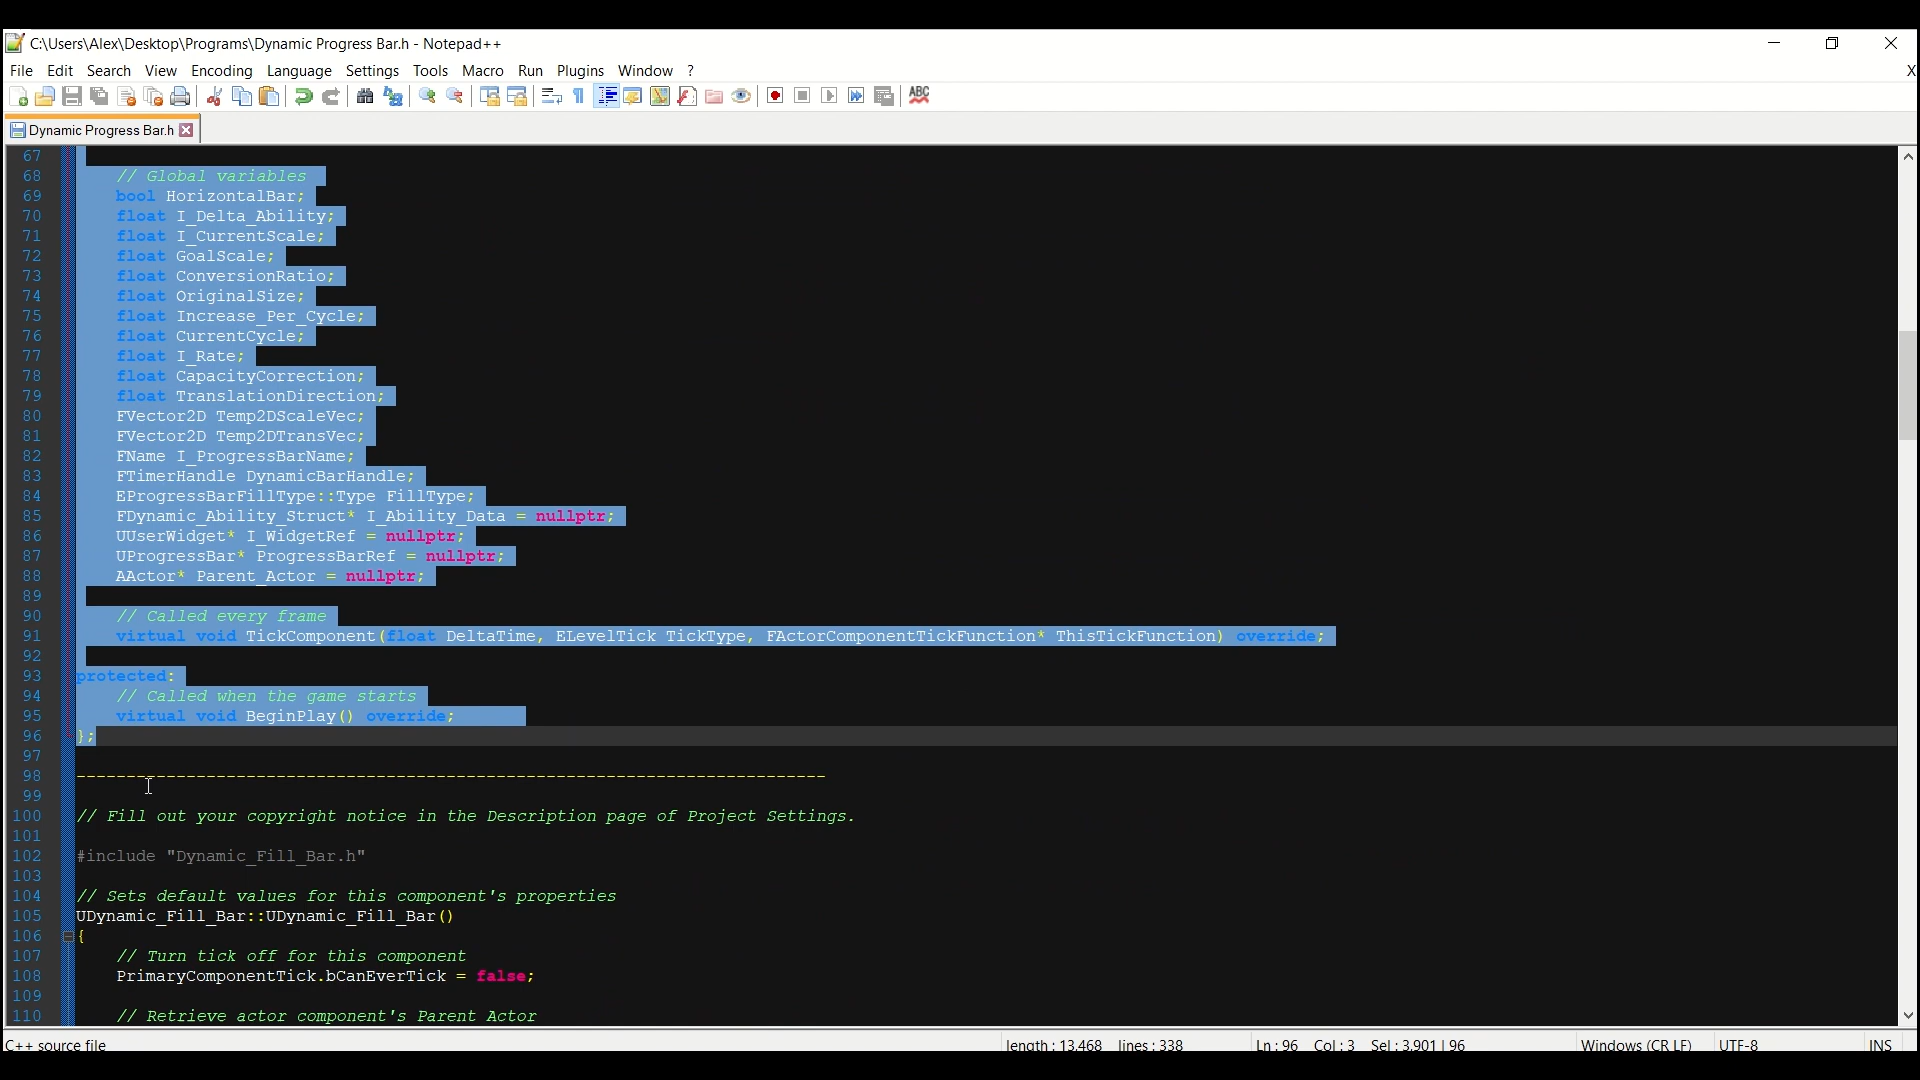 C:\Users\Alex\Desktop\Programs\Dynamic Progress Bar.h - Notepad++
File Edit Search View Encoding Language Settings Tools Macro Run Plugins Window ? X
ABC
Dynamic Progress Bar.h
67
68 // Global variables
69 bool HorizontalBar;
70 float I_Delta_Ability;
71 float I_CurrentScale;
72 float GoalScale;
73 float ConversionRatio;
74 float OriginalSize;
75 float Increase_Per_Cycle;
76 float CurrentCycle;
77 float I_Rate;
78 float CapacityCorrection;
79 float TranslationDirection;
80 FVector2D Temp2DScaleVec;
81 FVector2D Temp2DTransVec;
82 FName I_ProgressBarName;
83 FTimerHandle DynamicBarHandle;
84 EProgressBarFillType::Type FillType;
85 FDynamic_Ability_Struct* I_Ability_Data = nullptr;
86 UUserWidget* I_WidgetRef = nullptr;
87 UProgressBar* ProgressBarRef = nullptr;
88 AActor* Parent_Actor = nullptr;
89
90 // Called every frame
91 virtual void TickComponent(float DeltaTime, ELevelTick TickType, FActorComponentTickFunction* ThisTickFunction) override;
92
93 protected:
94 // Called when the game starts
95 virtual void BeginPlay() override;
96 };
97
98 ---------------------------------------------------------------------------
99
100 // Fill out your copyright notice in the Description page of Project Settings.
101
102 #include "Dynamic_Fill_Bar.h"
103
104 // Sets default values for this component's properties
105 UDynamic_Fill_Bar::UDynamic_Fill_Bar()
106 {
107 // Turn tick off for this component
108 PrimaryComponentTick.bCanEverTick = false;
109
110 // Retrieve actor component's Parent Actor
C++ source file length : 13,468 lines : 338 Ln : 96 Col : 3 Sel : 3,901 | 96 Windows (CR LF) UTF-8 INS